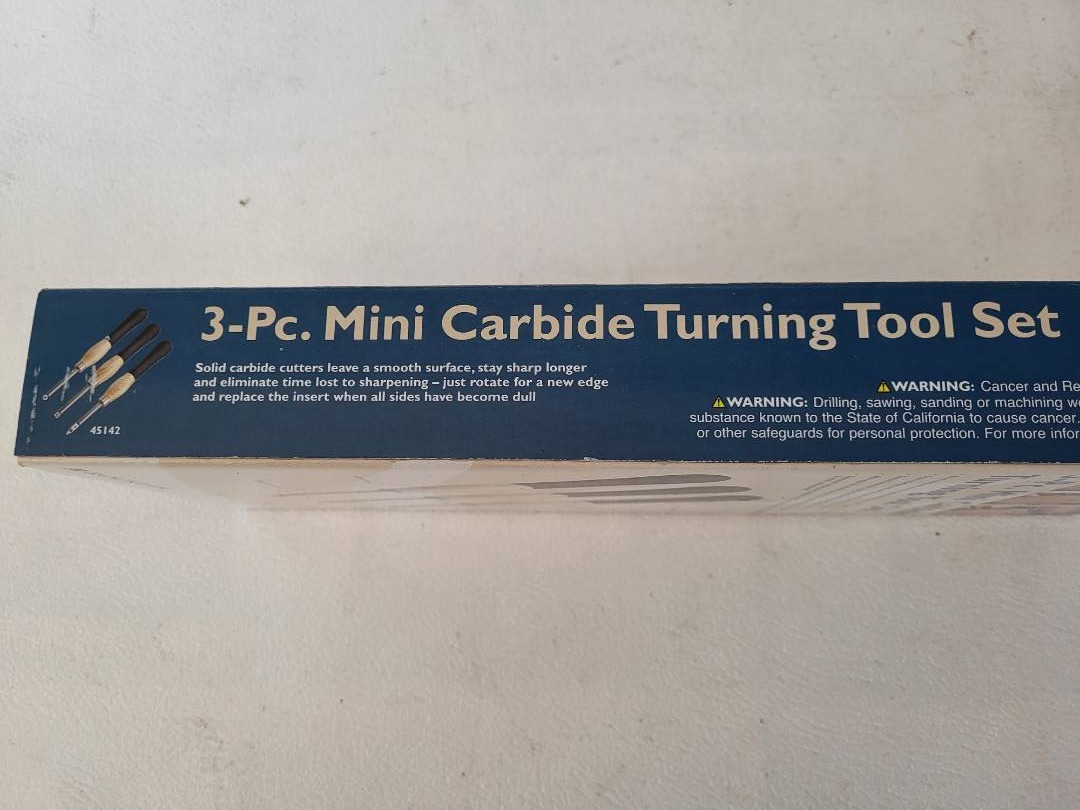 3-Pc. Mini Carbide Turning Tool Set
Solid carbide cutters leave a smooth surface, stay sharp longer
and eliminate time lost to sharpening – just rotate for a new edge
and replace the insert when all sides have become dull
45142
⚠WARNING: Cancer and Re
⚠WARNING: Drilling, sawing, sanding or machining w
substance known to the State of California to cause cancer.
or other safeguards for personal protection. For more infor